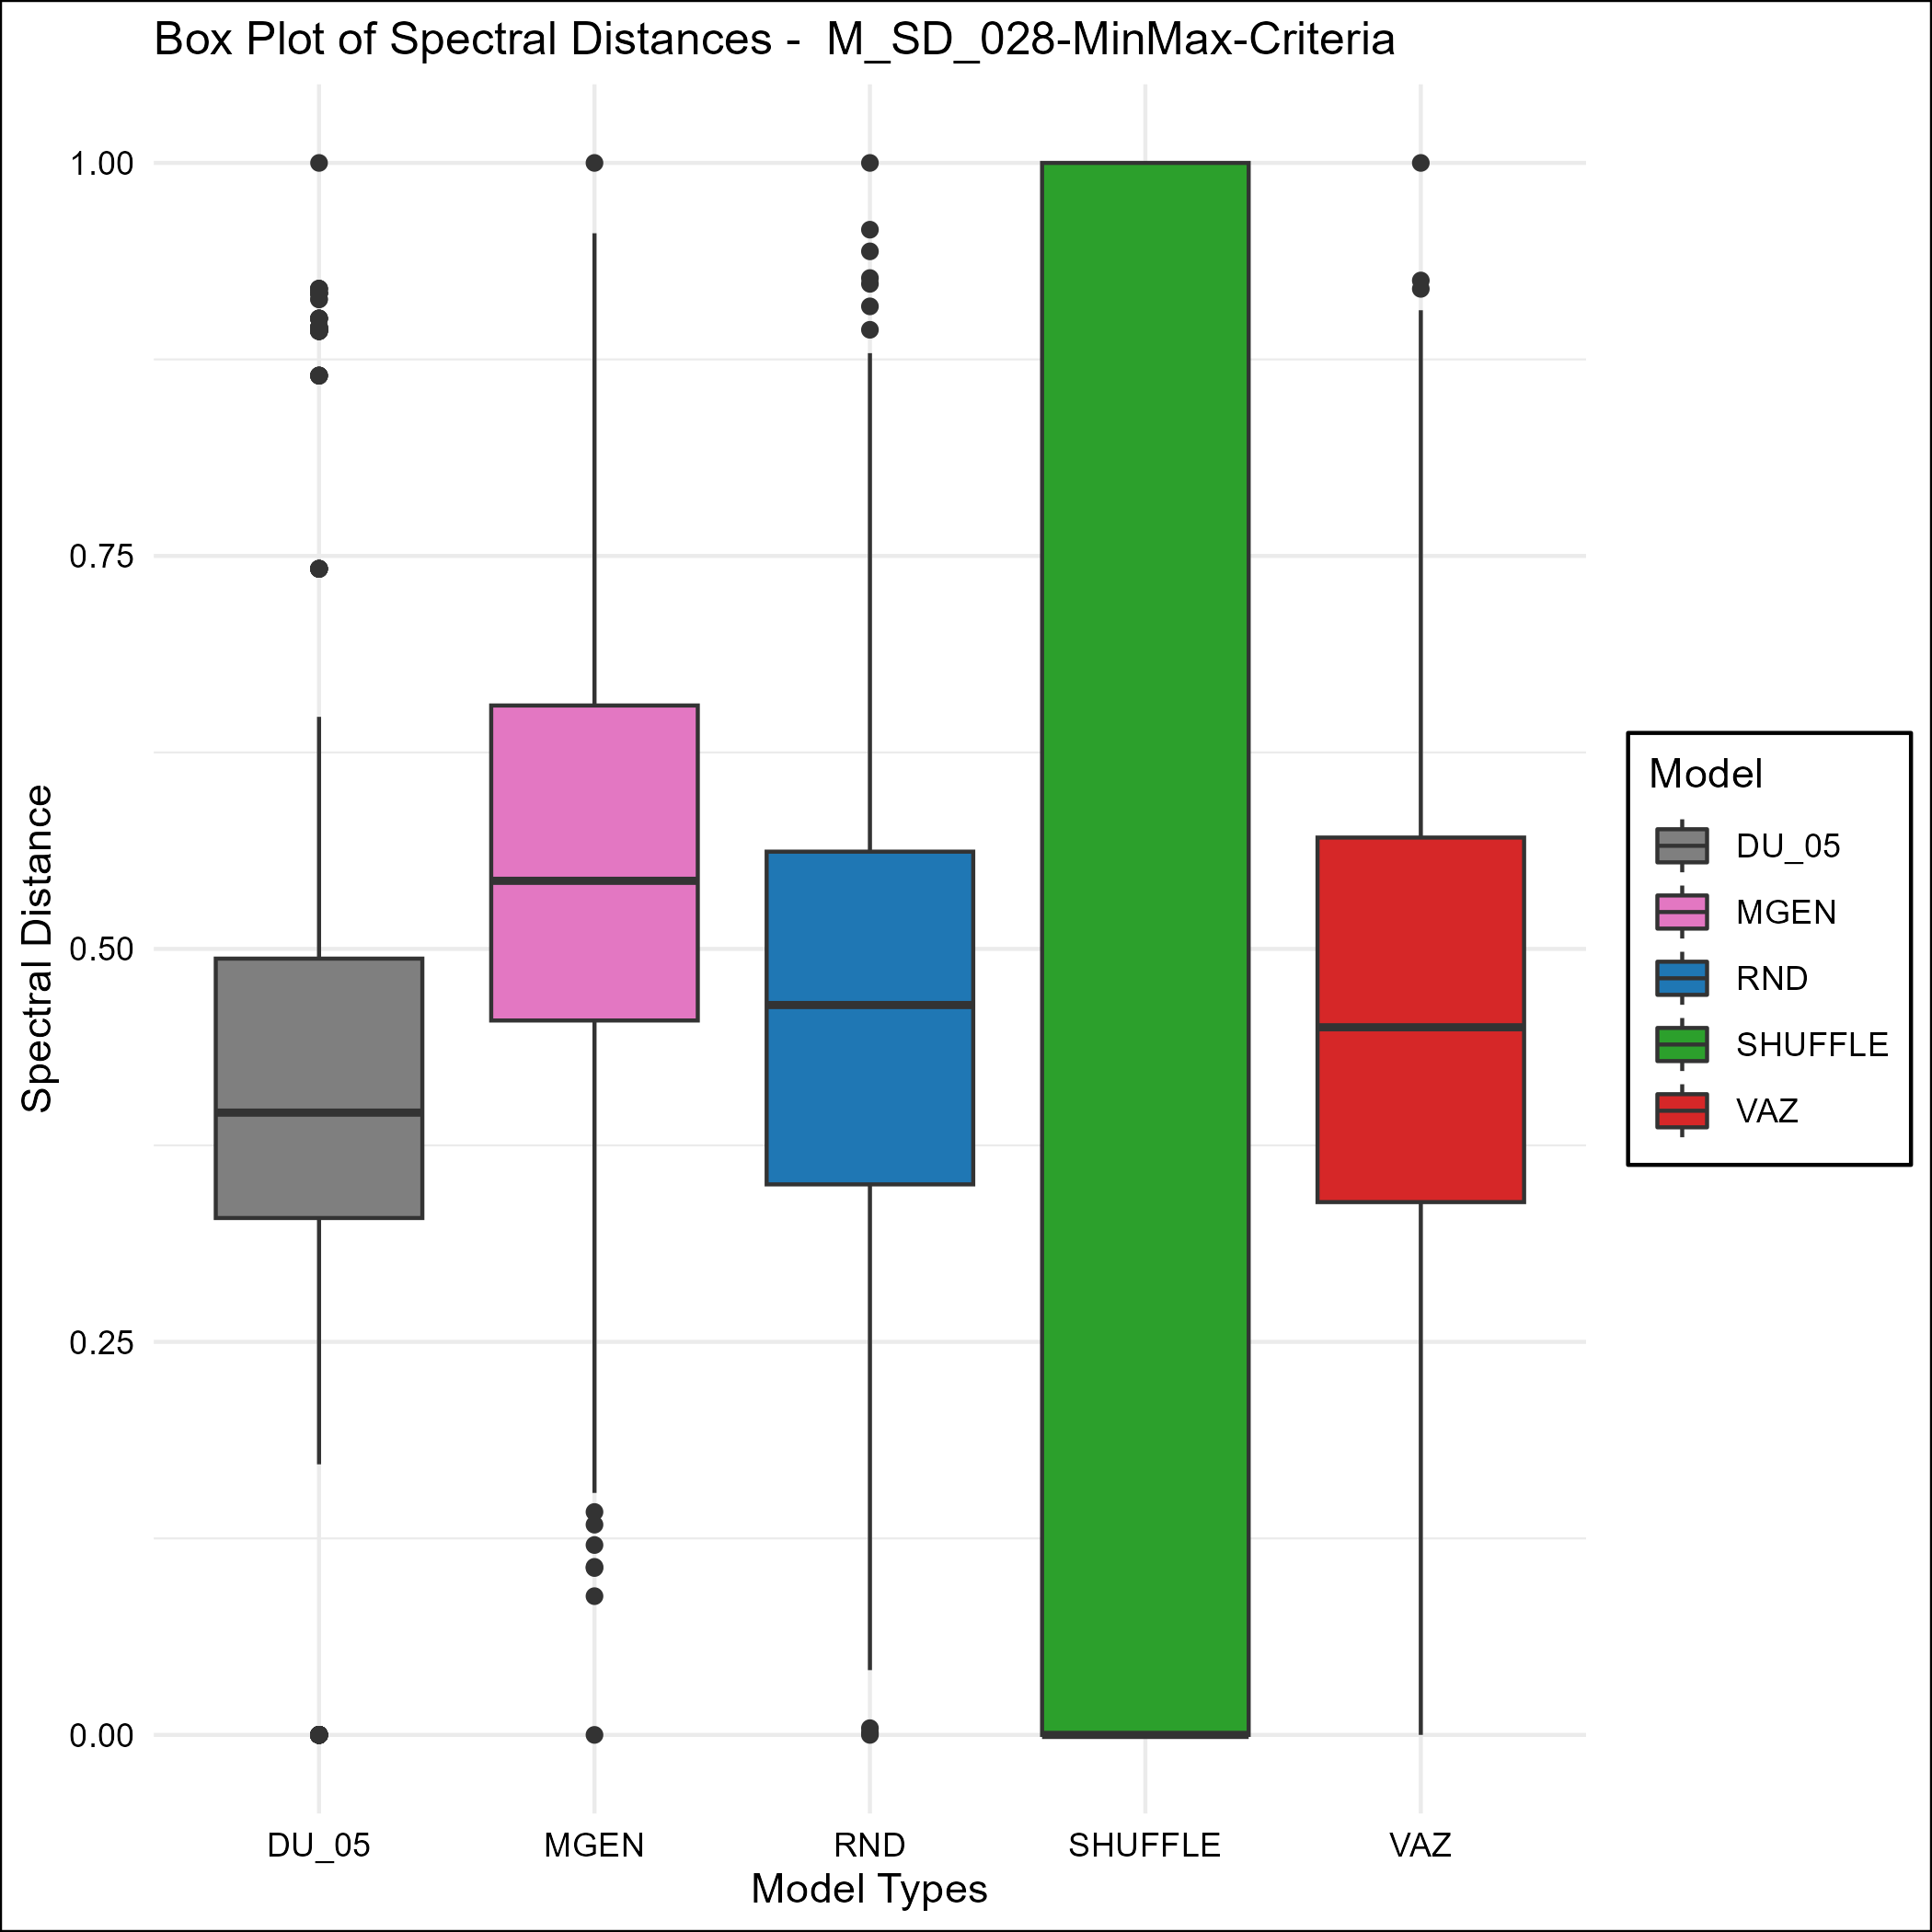 Box Plot of Spectral Distances -  M_SD_028-MinMax-Criteria
1.00
0.75
0.50
0.25
0.00
Spectral Distance
DU_05
MGEN
RND
SHUFFLE
VAZ
Model Types
Model
DU_05
MGEN
RND
SHUFFLE
VAZ